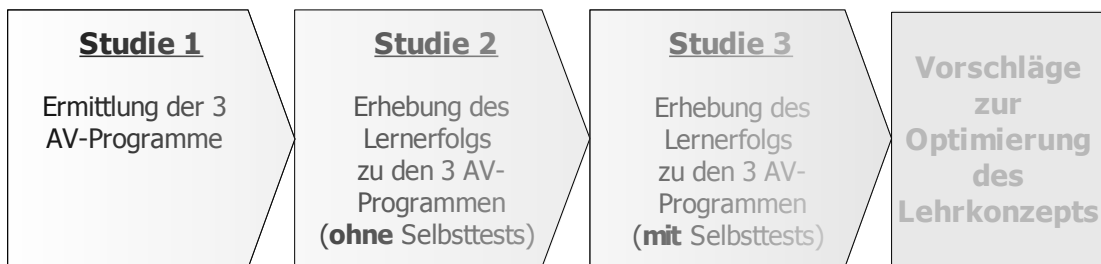 Studie 1
Ermittlung der 3
AV-Programme
Studie 2
Erhebung des
Lernerfolgs
zu den 3 AV-
Programmen
(ohne Selbsttests)
Studie 3
Erhebung des
Lernerfolgs
zu den 3 AV-
Programmen
(mit Selbsttests)
Vorschläge
zur
Optimierung
des
Lehrkonzepts